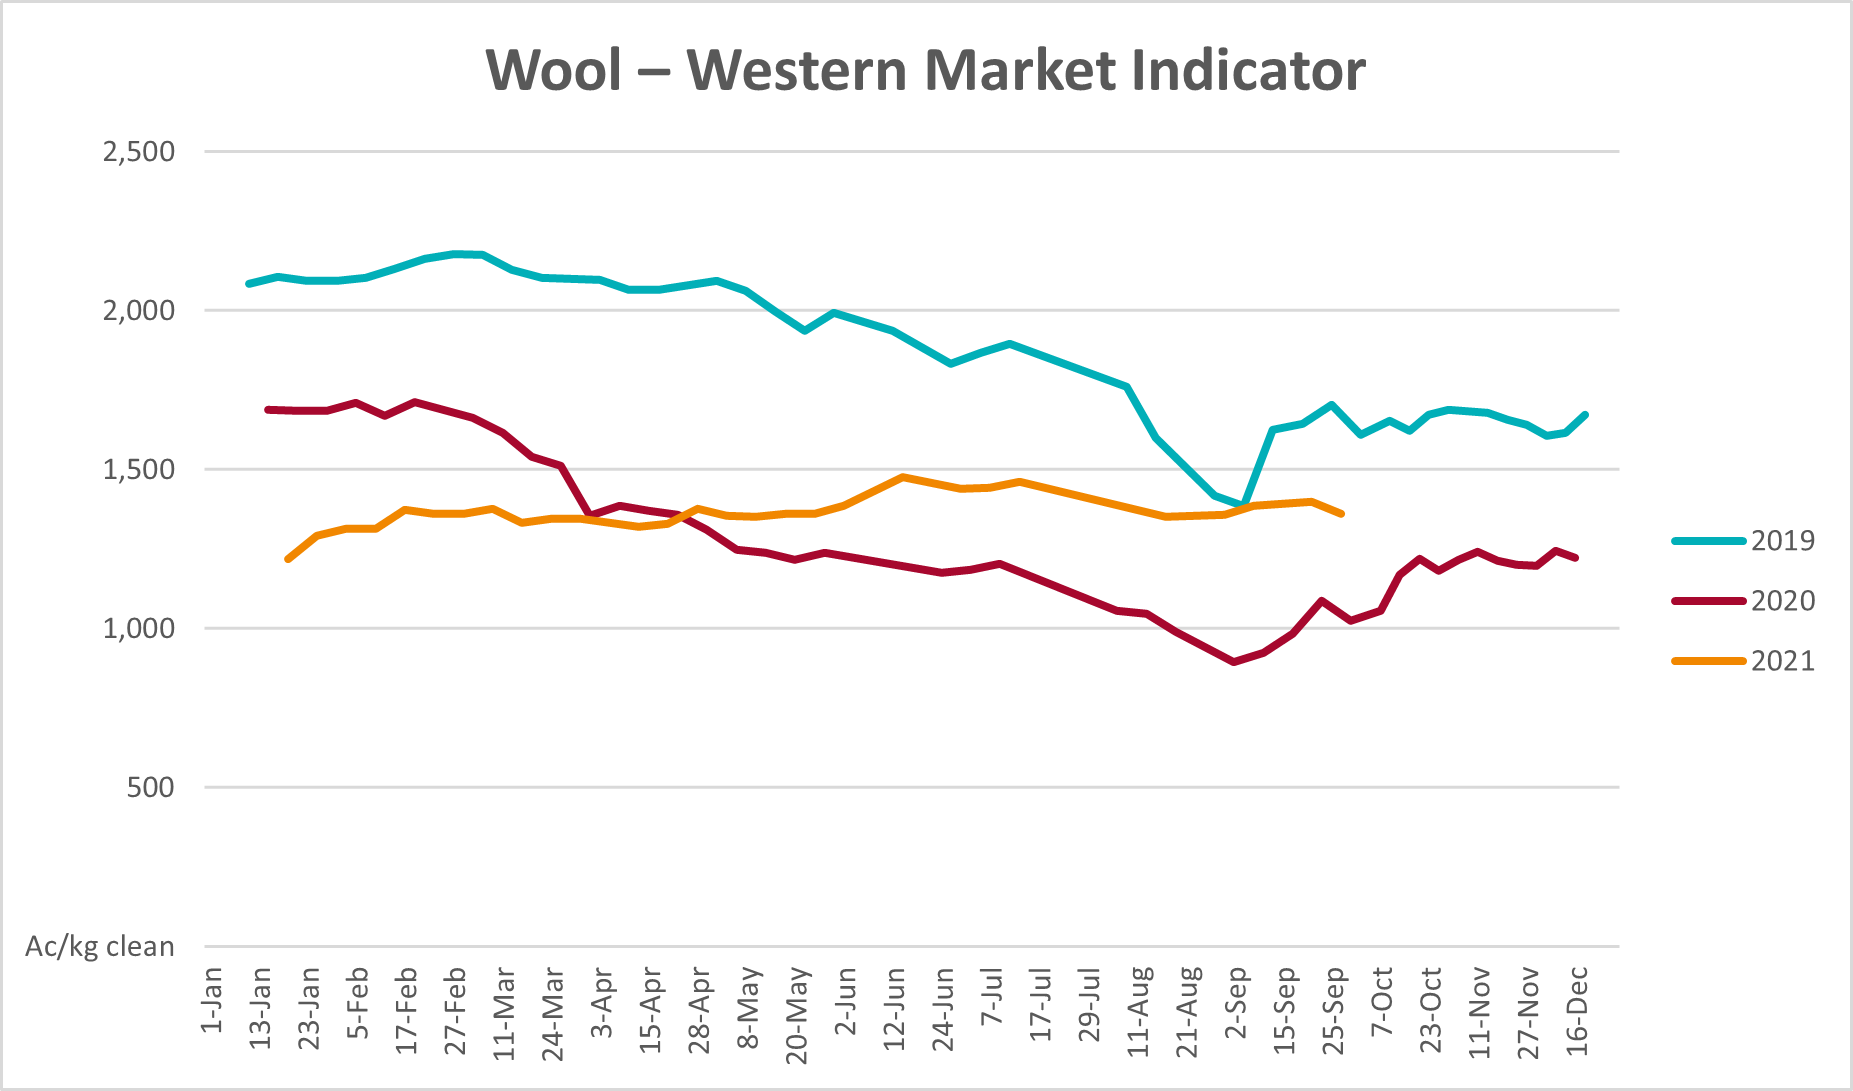 Wool – Western Market Indicator
2,500
2,000
1,500
1,000
500
Ac/kg clean
1-Jan
13-Jan
23-Jan
5-Feb
17-Feb
27-Feb
11-Mar
24-Mar
3-Apr
15-Apr
28-Apr
8-May
20-May
2-Jun
12-Jun
24-Jun
7-Jul
17-Jul
29-Jul
11-Aug
21-Aug
2-Sep
15-Sep
25-Sep
7-Oct
23-Oct
11-Nov
27-Nov
16-Dec
2019
2020
2021